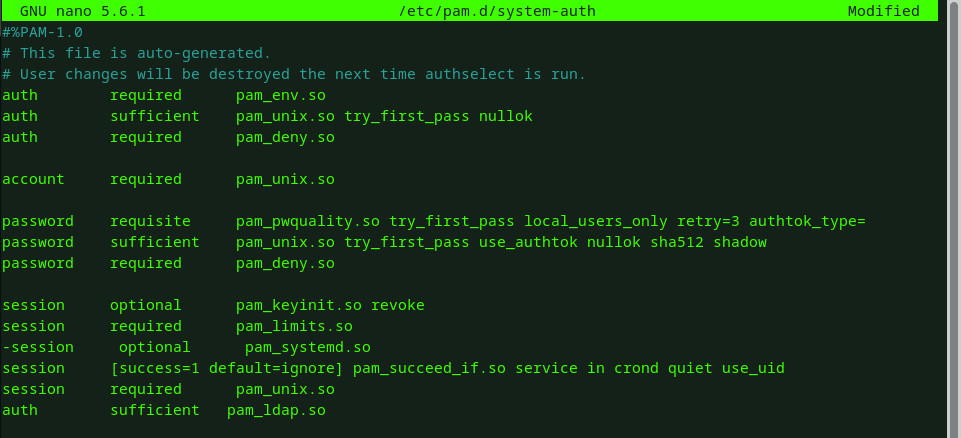 GNU nano 5.6.1 /etc/pam.d/system-auth Modified
#%PAM-1.0
# This file is auto-generated.
# User changes will be destroyed the next time authselect is run.
auth        required      pam_env.so
auth        sufficient    pam_unix.so try_first_pass nullok
auth        required      pam_deny.so
account     required      pam_unix.so
password    requisite     pam_pwquality.so try_first_pass local_users_only retry=3 authtok_type=
password    sufficient    pam_unix.so try_first_pass use_authtok nullok sha512 shadow
password    required      pam_deny.so
session     optional      pam_keyinit.so revoke
session     required      pam_limits.so
-session     optional      pam_systemd.so
session     [success=1 default=ignore] pam_succeed_if.so service in crond quiet use_uid
session     required      pam_unix.so
auth        sufficient   pam_ldap.so